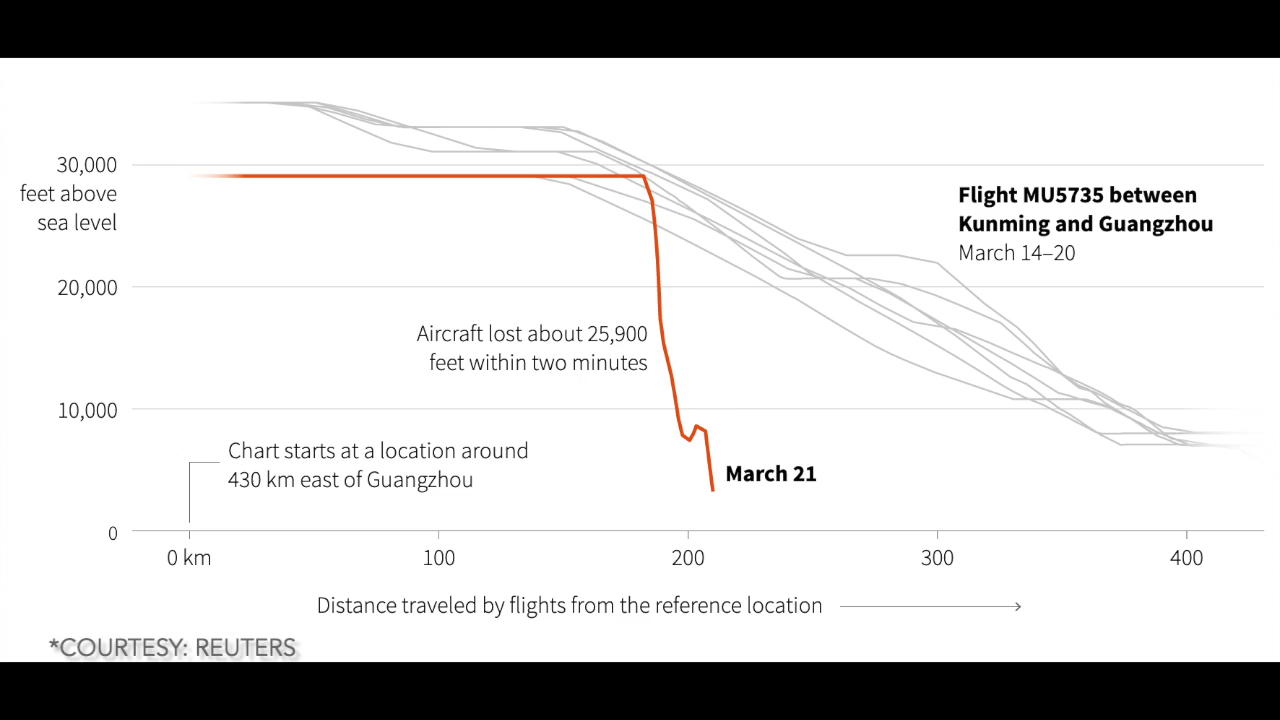 30,000
feet above
sea level
Flight MU5735 between
Kunming and Guangzhou
March 14–20
20,000
Aircraft lost about 25,900
feet within two minutes
10,000
Chart starts at a location around
430 km east of Guangzhou
March 21
0
0 km
100
200
300
400
Distance traveled by flights from the reference location
*COURTESY: REUTERS